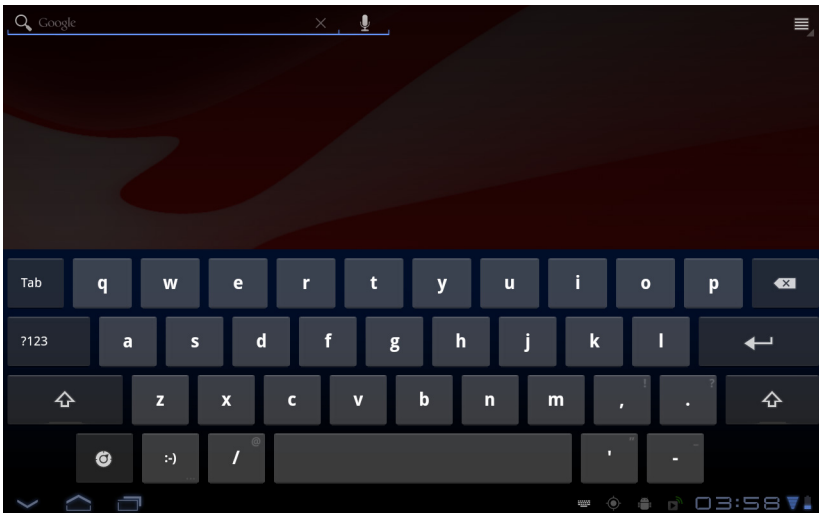 Google
Tab q w e r t y u i o p
?123 a s d f g h j k l
! ?
z x c v b n m , .
@ " _
:-) / ' -
...
03:58